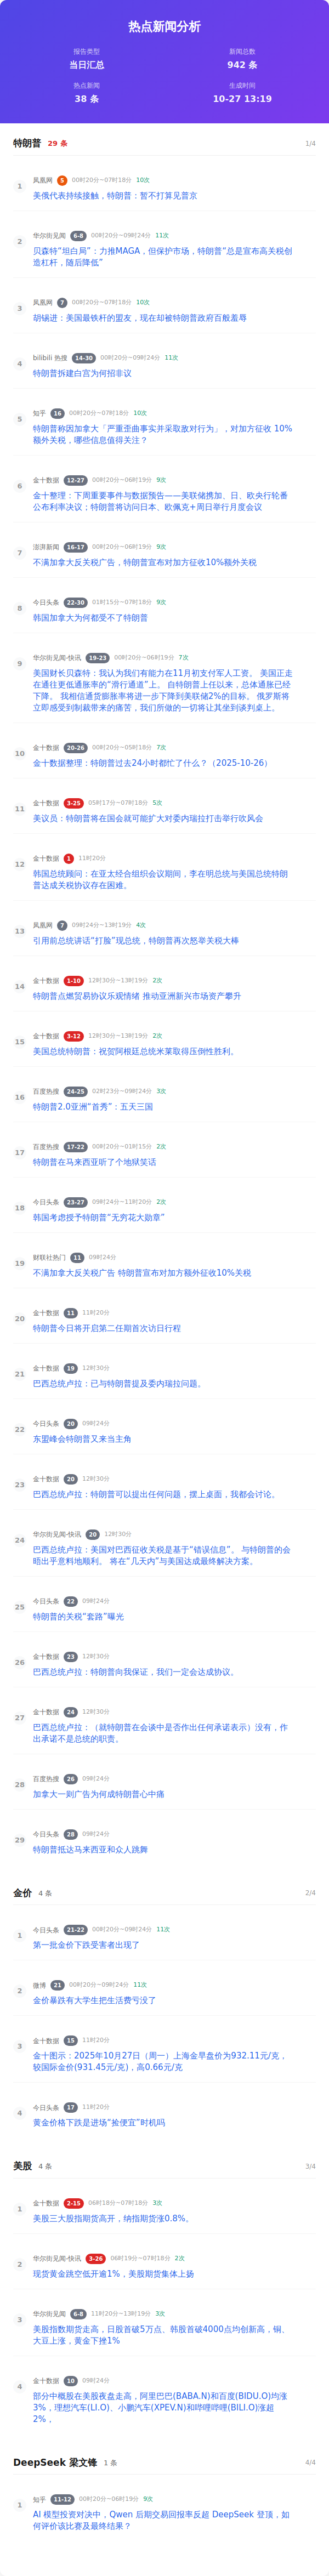 热点新闻分析
报告类型
当日汇总
新闻总数
942 条
热点新闻
38 条
生成时间
10-27 13:19
特朗普 29 条 1/4
1 凤凰网 5 00时20分~07时18分 10次
美俄代表持续接触，特朗普：暂不打算见普京
2 华尔街见闻 6-8 00时20分~09时24分 11次
贝森特“坦白局”：力推MAGA，但保护市场，特朗普“总是宣布高关税创
造杠杆，随后降低”
3 凤凰网 7 00时20分~07时18分 10次
胡锡进：美国最铁杆的盟友，现在却被特朗普政府百般羞辱
4 bilibili 热搜 14-30 00时20分~09时24分 11次
特朗普拆建白宫为何招非议
5 知乎 16 00时20分~07时18分 10次
特朗普称因加拿大「严重歪曲事实并采取敌对行为」，对加方征收 10%
额外关税，哪些信息值得关注？
6 金十数据 12-27 00时20分~06时19分 9次
金十整理：下周重要事件与数据预告——美联储携加、日、欧央行轮番
公布利率决议；特朗普将访问日本、欧佩克+周日举行月度会议
7 澎湃新闻 16-17 00时20分~06时19分 9次
不满加拿大反关税广告，特朗普宣布对加方征收10%额外关税
8 今日头条 22-30 01时15分~07时18分 9次
韩国加拿大为何都受不了特朗普
9 华尔街见闻-快讯 19-23 00时20分~06时19分 7次
美国财长贝森特：我认为我们有能力在11月初支付军人工资。 美国正走
在通往更低通胀率的“滑行通道”上。 自特朗普上任以来，总体通胀已经
下降。 我相信通货膨胀率将进一步下降到美联储2%的目标。 俄罗斯将
立即感受到制裁带来的痛苦，我们所做的一切将让其坐到谈判桌上。
10 金十数据 20-26 00时20分~05时18分 7次
金十数据整理：特朗普过去24小时都忙了什么？（2025-10-26）
11 金十数据 3-25 05时17分~07时18分 5次
美议员：特朗普将在国会就可能扩大对委内瑞拉打击举行吹风会
12 金十数据 1 11时20分
韩国总统顾问：在亚太经合组织会议期间，李在明总统与美国总统特朗
普达成关税协议存在困难。
13 凤凰网 7 09时24分~13时19分 4次
引用前总统讲话“打脸”现总统，特朗普再次怒举关税大棒
14 金十数据 1-10 12时30分~13时19分 2次
特朗普点燃贸易协议乐观情绪 推动亚洲新兴市场资产攀升
15 金十数据 3-12 12时30分~13时19分 2次
美国总统特朗普：祝贺阿根廷总统米莱取得压倒性胜利。
16 百度热搜 24-25 02时23分~09时24分 3次
特朗普2.0亚洲“首秀”：五天三国
17 百度热搜 17-22 00时20分~01时15分 2次
特朗普在马来西亚听了个地狱笑话
18 今日头条 23-27 09时24分~11时20分 2次
韩国考虑授予特朗普“无穷花大勋章”
19 财联社热门 11 09时24分
不满加拿大反关税广告 特朗普宣布对加方额外征收10%关税
20 金十数据 11 11时20分
特朗普今日将开启第二任期首次访日行程
21 金十数据 19 12时30分
巴西总统卢拉：已与特朗普提及委内瑞拉问题。
22 今日头条 20 09时24分
东盟峰会特朗普又来当主角
23 金十数据 20 12时30分
巴西总统卢拉：特朗普可以提出任何问题，摆上桌面，我都会讨论。
24 华尔街见闻-快讯 20 12时30分
巴西总统卢拉：美国对巴西征收关税是基于“错误信息”。 与特朗普的会
晤出乎意料地顺利。 将在“几天内”与美国达成最终解决方案。
25 今日头条 22 09时24分
特朗普的关税“套路”曝光
26 金十数据 23 12时30分
巴西总统卢拉：特朗普向我保证，我们一定会达成协议。
27 金十数据 24 12时30分
巴西总统卢拉：（就特朗普在会谈中是否作出任何承诺表示）没有，作
出承诺不是总统的职责。
28 百度热搜 26 09时24分
加拿大一则广告为何成特朗普心中痛
29 今日头条 28 09时24分
特朗普抵达马来西亚和众人跳舞
金价 4 条 2/4
1 今日头条 21-22 00时20分~09时24分 11次
第一批金价下跌受害者出现了
2 微博 21 00时20分~09时24分 11次
金价暴跌有大学生把生活费亏没了
3 金十数据 15 11时20分
金十图示：2025年10月27日（周一）上海金早盘价为932.11元/克，
较国际金价(931.45元/克)，高0.66元/克
4 今日头条 17 11时20分
黄金价格下跌是进场“捡便宜”时机吗
美股 4 条 3/4
1 金十数据 2-15 06时18分~07时18分 3次
美股三大股指期货高开，纳指期货涨0.8%。
2 华尔街见闻-快讯 3-26 06时19分~07时18分 2次
现货黄金跳空低开逾1%，美股期货集体上扬
3 华尔街见闻 6-8 11时20分~13时19分 3次
美股指数期货走高，日股首破5万点、韩股首破4000点均创新高，铜、
大豆上涨，黄金下挫1%
4 金十数据 10 09时24分
部分中概股在美股夜盘走高，阿里巴巴(BABA.N)和百度(BIDU.O)均涨
3%，理想汽车(LI.O)、小鹏汽车(XPEV.N)和哔哩哔哩(BILI.O)涨超
2%，
DeepSeek 梁文锋 1 条 4/4
1 知乎 11-12 00时20分~06时19分 9次
AI 模型投资对决中，Qwen 后期交易回报率反超 DeepSeek 登顶，如
何评价该比赛及最终结果？